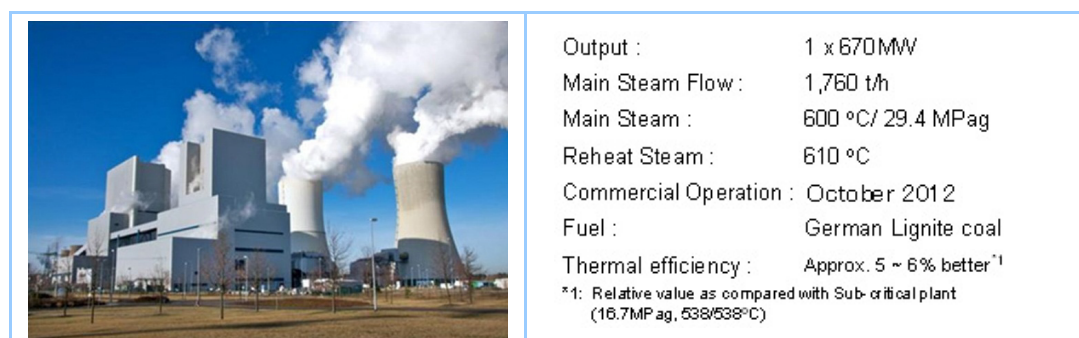 Output : 1 x 670MW
Main Steam Flow : 1,760 t/h
Main Steam : 600 ºC/ 29.4 MPag
Reheat Steam : 610 ºC
Commercial Operation : October 2012
Fuel : German Lignite coal
Thermal efficiency : Approx. 5 ~ 6% better*1
*1: Relative value as compared with Sub-critical plant
(16.7MPag, 538/538ºC)